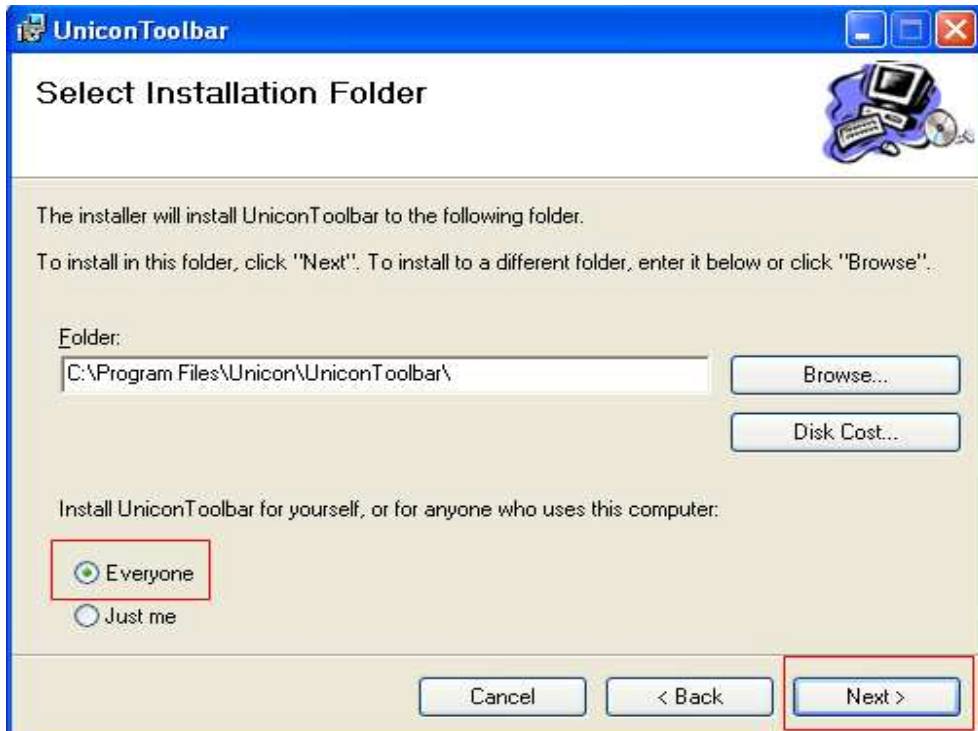 UniconToolbar
Select Installation Folder
The installer will install UniconToolbar to the following folder.
To install in this folder, click "Next". To install to a different folder, enter it below or click "Browse".
Folder:
C:\Program Files\Unicon\UniconToolbar\
Browse...
Disk Cost...
Install UniconToolbar for yourself, or for anyone who uses this computer:
Everyone
Just me
Cancel
< Back
Next >